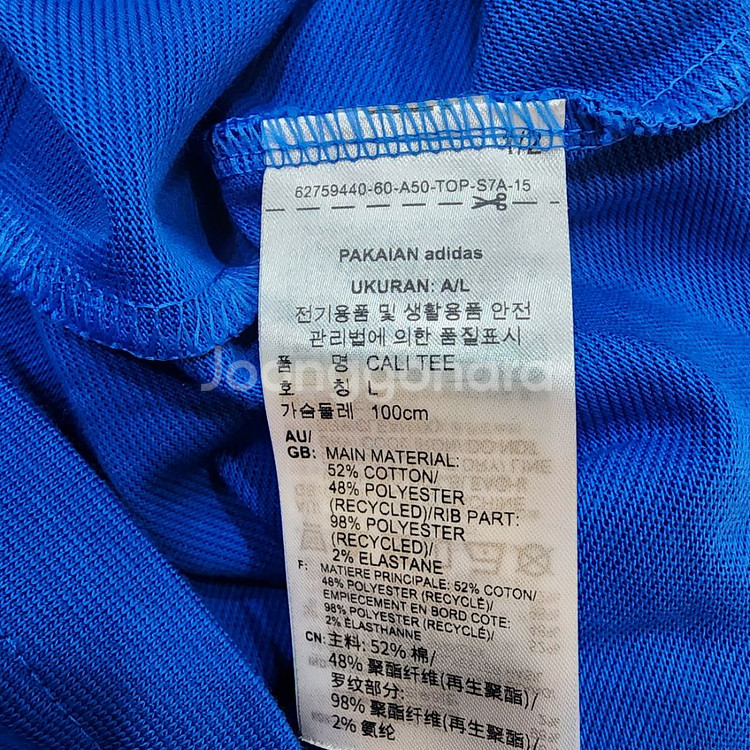 62759440-60-A50-TOP-S7A-15
PAKAIAN adidas
UKURAN: A/L
전기용품 및 생활용품 안전
관리법에 의한 품질표시
품 명 CALI TEE
호 칭 L
가슴둘레 100cm
Joonggonara
AU/
GB: MAIN MATERIAL:
52% COTTON/
48% POLYESTER
(RECYCLED)/RIB PART:
98% POLYESTER
(RECYCLED)/
2% ELASTANE
F: MATIERE PRINCIPALE: 52% COTON/
48% POLYESTER (RECYCLÉ)/
EMPIECEMENT EN BORD COTE:
98% POLYESTER (RECYCLÉ)/
2% ÉLASTHANNE
CN: 主料: 52% 棉/
48% 聚酯纤维(再生聚酯)/
罗纹部分:
98% 聚酯纤维(再生聚酯)/
2% 氨纶